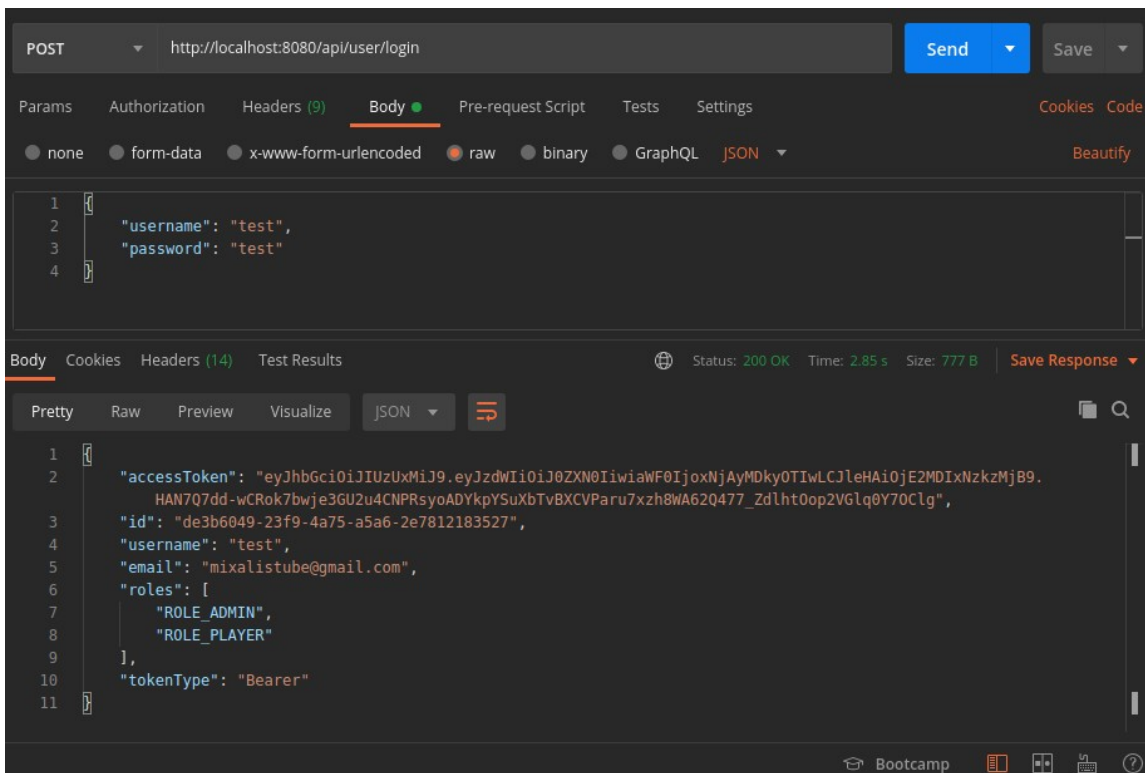 POST http://localhost:8080/api/user/login Send Save
Params Authorization Headers (9) Body Pre-request Script Tests Settings Cookies Code
none form-data x-www-form-urlencoded raw binary GraphQL JSON Beautify
1 {
2 "username": "test",
3 "password": "test"
4 }
Body Cookies Headers (14) Test Results Status: 200 OK Time: 2.85 s Size: 777 B Save Response
Pretty Raw Preview Visualize JSON
1 {
2 "accessToken": "eyJhbGciOiJIUzUxMiJ9.eyJzdWIiOiJ0ZXN0IiwiaWF0IjoxNjAyMDkyOTIwLCJleHAiOjE2MDIxNzkzMjB9.
HAN7Q7dd-wCRok7bwje3GU2u4CNPRsyoADYkpYSuXbTvBXCVParu7xzh8WA62Q477_ZdlhtOop2VGlq0Y7OClg",
3 "id": "de3b6049-23f9-4a75-a5a6-2e7812183527",
4 "username": "test",
5 "email": "mixalistube@gmail.com",
6 "roles": [
7 "ROLE_ADMIN",
8 "ROLE_PLAYER"
9 ],
10 "tokenType": "Bearer"
11 }
Bootcamp